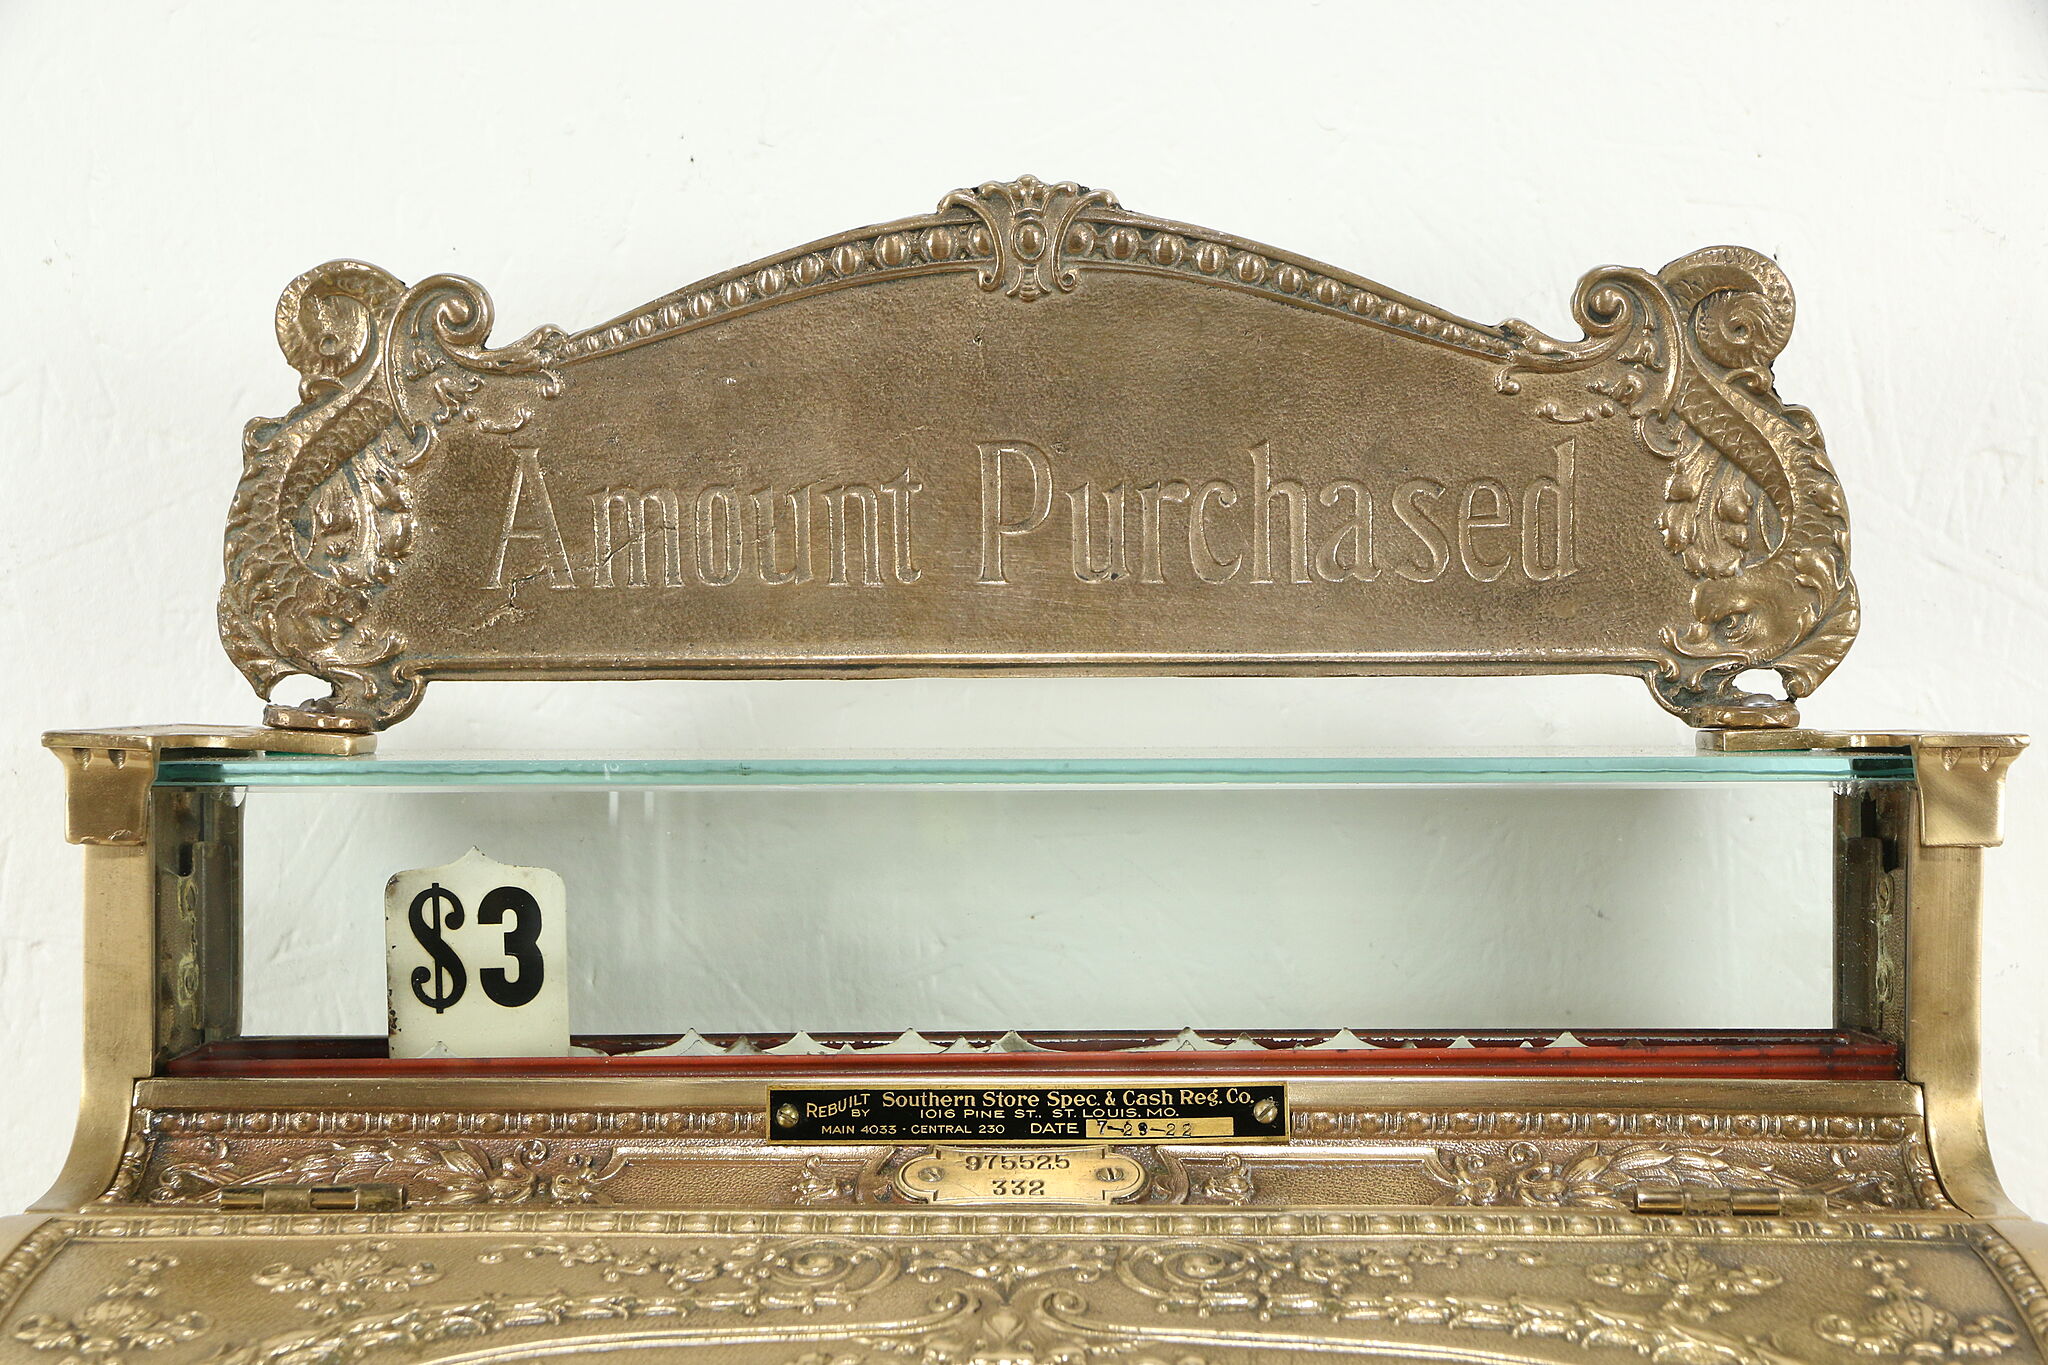 Amount Purchased
$3
REBUILT BY Southern Store Spec. & Cash Reg. Co.
1016 PINE ST., ST. LOUIS, MO.
MAIN 4033 - CENTRAL 230 DATE 7-29-22
975525
332